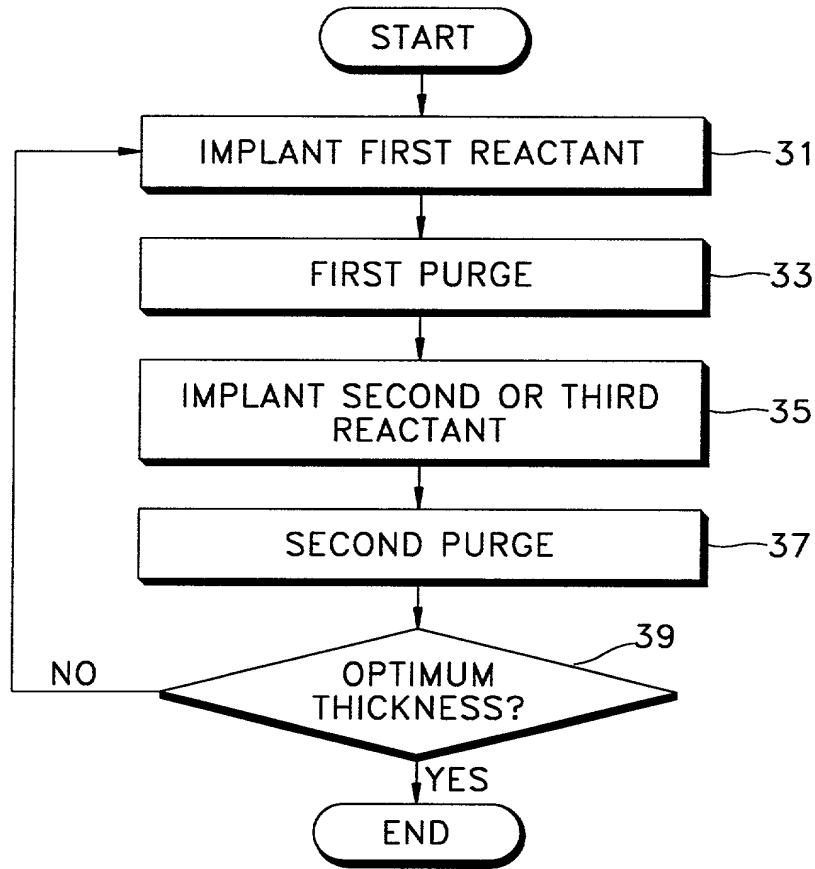 START
IMPLANT FIRST REACTANT
31
FIRST PURGE
33
IMPLANT SECOND OR THIRD
REACTANT
35
SECOND PURGE
37
39
OPTIMUM
THICKNESS?
NO
YES
END